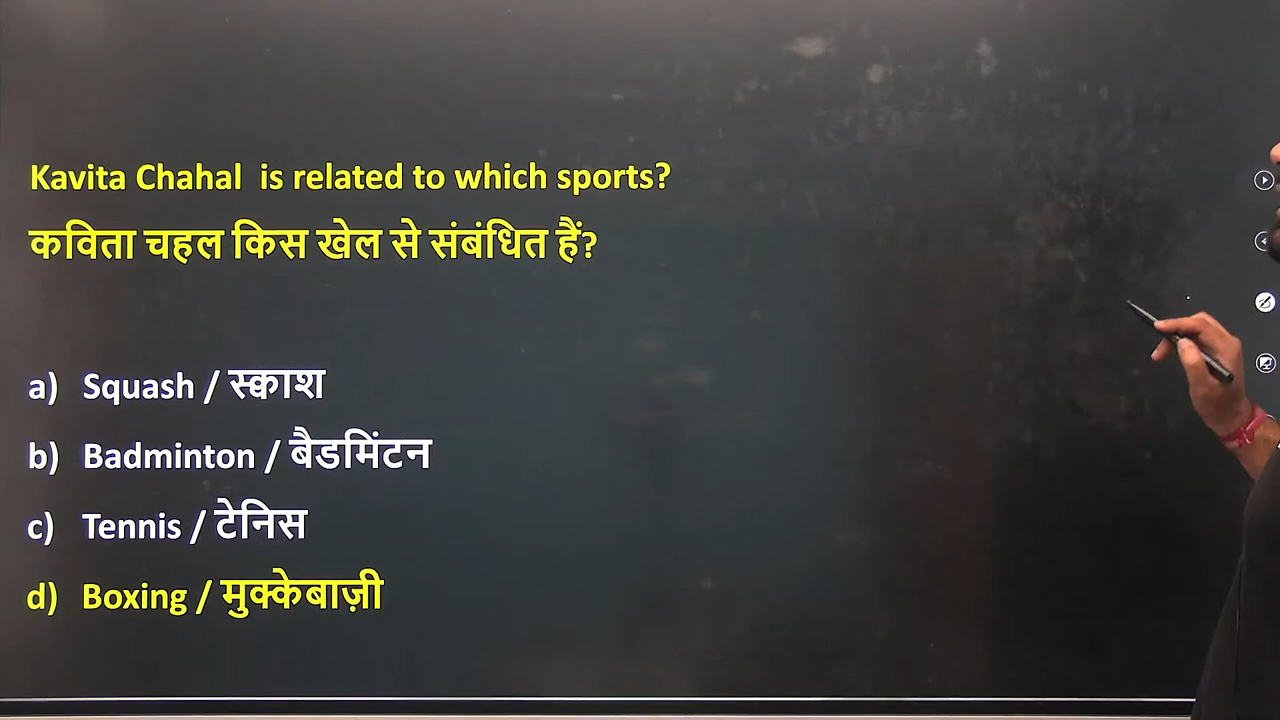 Kavita Chahal is related to which sports?
कविता चहल किस खेल से संबंधित हैं?
a) Squash / स्क्वाश
b) Badminton / बैडमिंटन
c) Tennis / टेनिस
d) Boxing / मुक्केबाज़ी